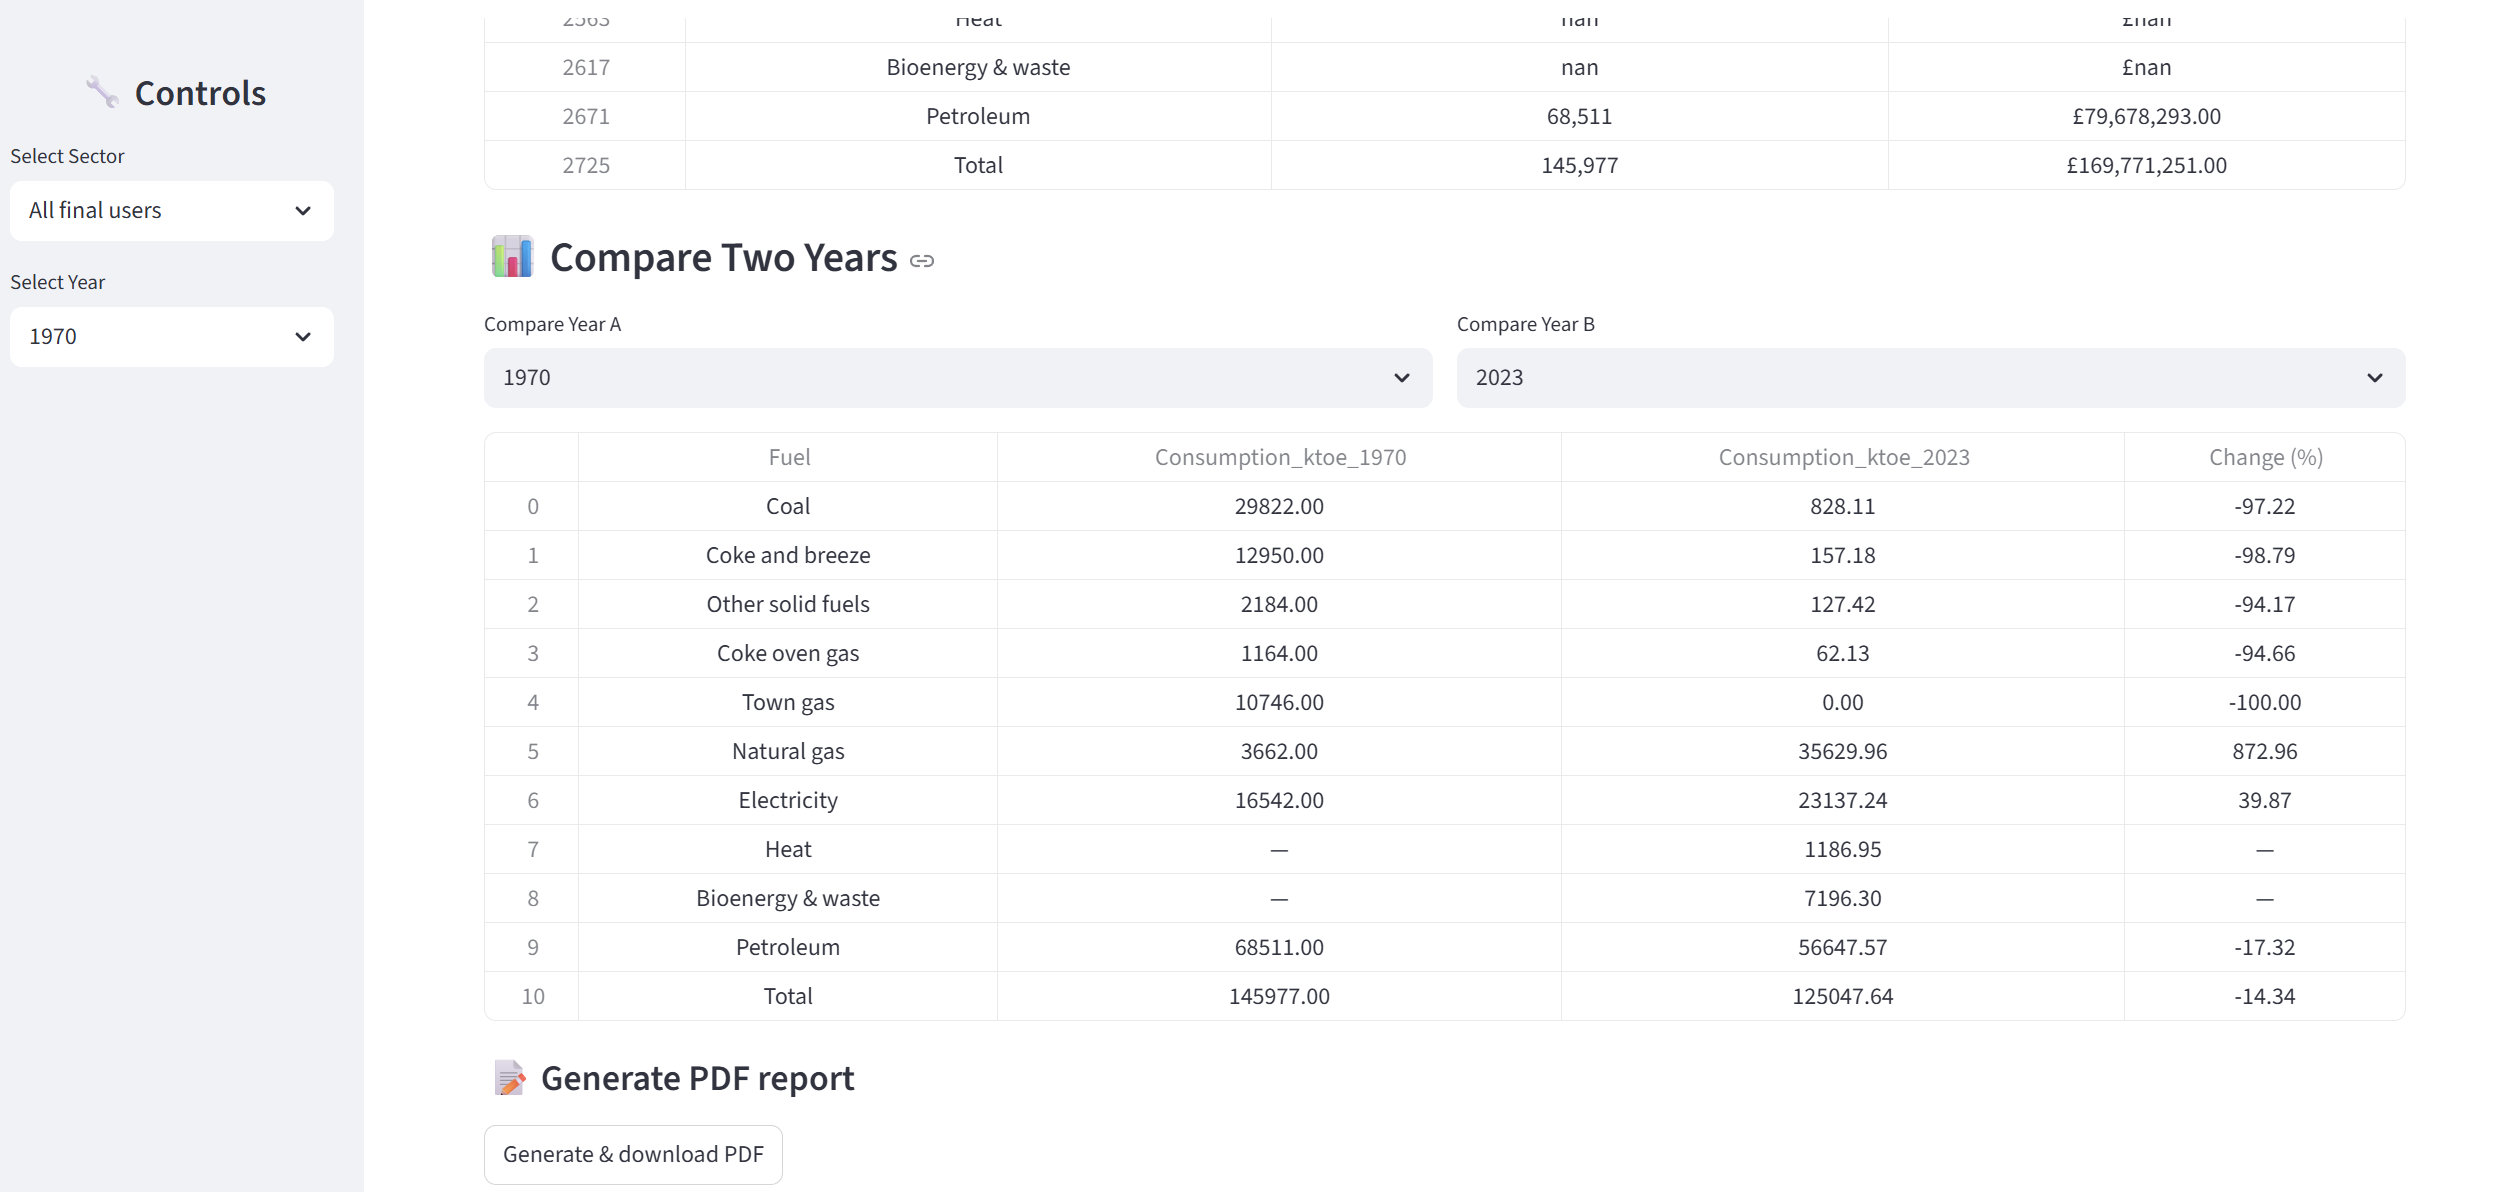 Controls
Select Sector
All final users
Select Year
1970
2563 Heat nan £nan
2617 Bioenergy & waste nan £nan
2671 Petroleum 68,511 £79,678,293.00
2725 Total 145,977 £169,771,251.00
Compare Two Years
Compare Year A Compare Year B
1970 2023
Fuel Consumption_ktoe_1970 Consumption_ktoe_2023 Change (%)
0 Coal 29822.00 828.11 -97.22
1 Coke and breeze 12950.00 157.18 -98.79
2 Other solid fuels 2184.00 127.42 -94.17
3 Coke oven gas 1164.00 62.13 -94.66
4 Town gas 10746.00 0.00 -100.00
5 Natural gas 3662.00 35629.96 872.96
6 Electricity 16542.00 23137.24 39.87
7 Heat — 1186.95 —
8 Bioenergy & waste — 7196.30 —
9 Petroleum 68511.00 56647.57 -17.32
10 Total 145977.00 125047.64 -14.34
Generate PDF report
Generate & download PDF